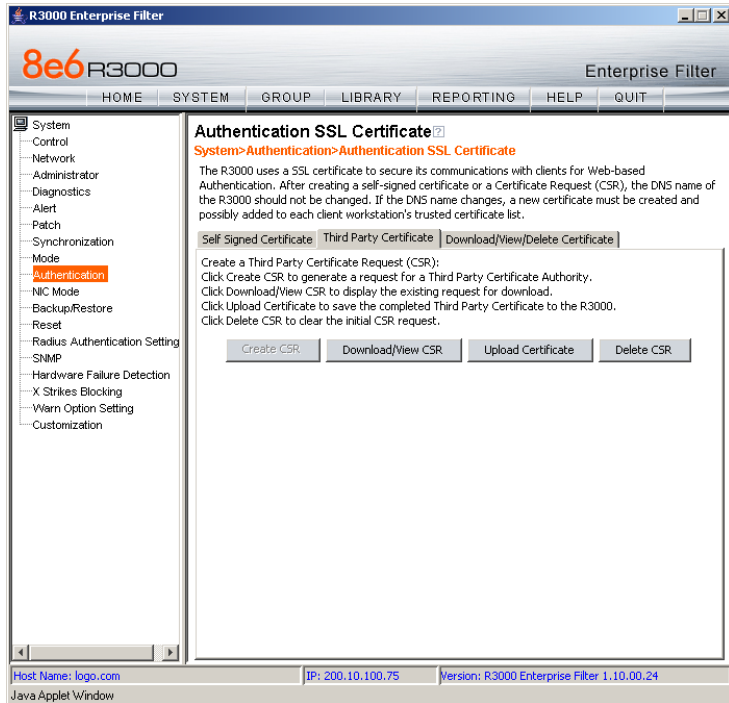 R3000 Enterprise Filter
8e6 R3000
Enterprise Filter
HOME SYSTEM GROUP LIBRARY REPORTING HELP QUIT
System
Control
Network
Administrator
Diagnostics
Alert
Patch
Synchronization
Mode
Authentication
NIC Mode
Backup/Restore
Reset
Radius Authentication Setting
SNMP
Hardware Failure Detection
X Strikes Blocking
Warn Option Setting
Customization
Authentication SSL Certificate ?
System>Authentication>Authentication SSL Certificate
The R3000 uses a SSL certificate to secure its communications with clients for Web-based
Authentication. After creating a self-signed certificate or a Certificate Request (CSR), the DNS name of
the R3000 should not be changed. If the DNS name changes, a new certificate must be created and
possibly added to each client workstation's trusted certificate list.
Self Signed Certificate Third Party Certificate Download/View/Delete Certificate
Create a Third Party Certificate Request (CSR):
Click Create CSR to generate a request for a Third Party Certificate Authority.
Click Download/View CSR to display the existing request for download.
Click Upload Certificate to save the completed Third Party Certificate to the R3000.
Click Delete CSR to clear the initial CSR request.
Create CSR Download/View CSR Upload Certificate Delete CSR
Host Name: logo.com IP: 200.10.100.75 Version: R3000 Enterprise Filter 1.10.00.24
Java Applet Window